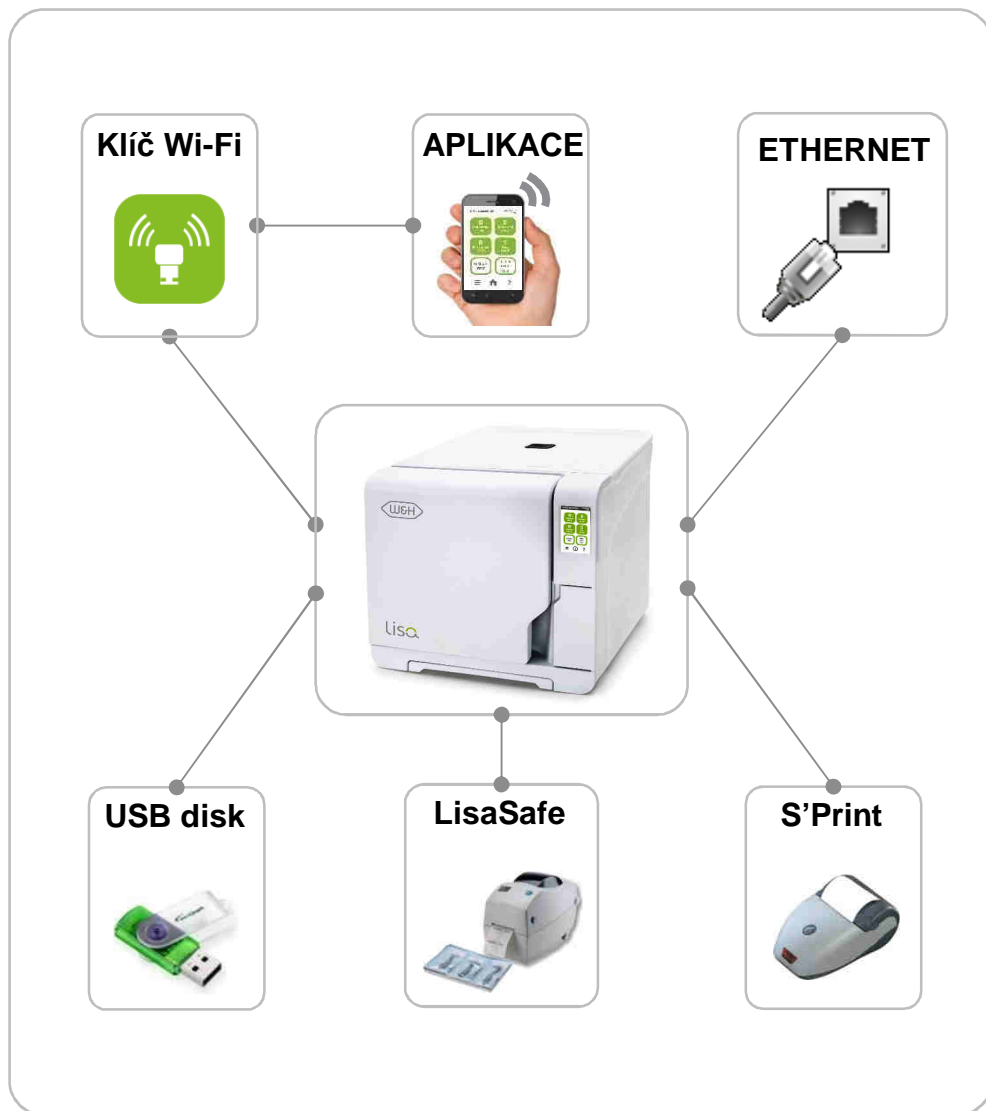 Klíč Wi-Fi
APLIKACE
ETHERNET
W&H
Lisa
USB disk
LisaSafe
S’Print